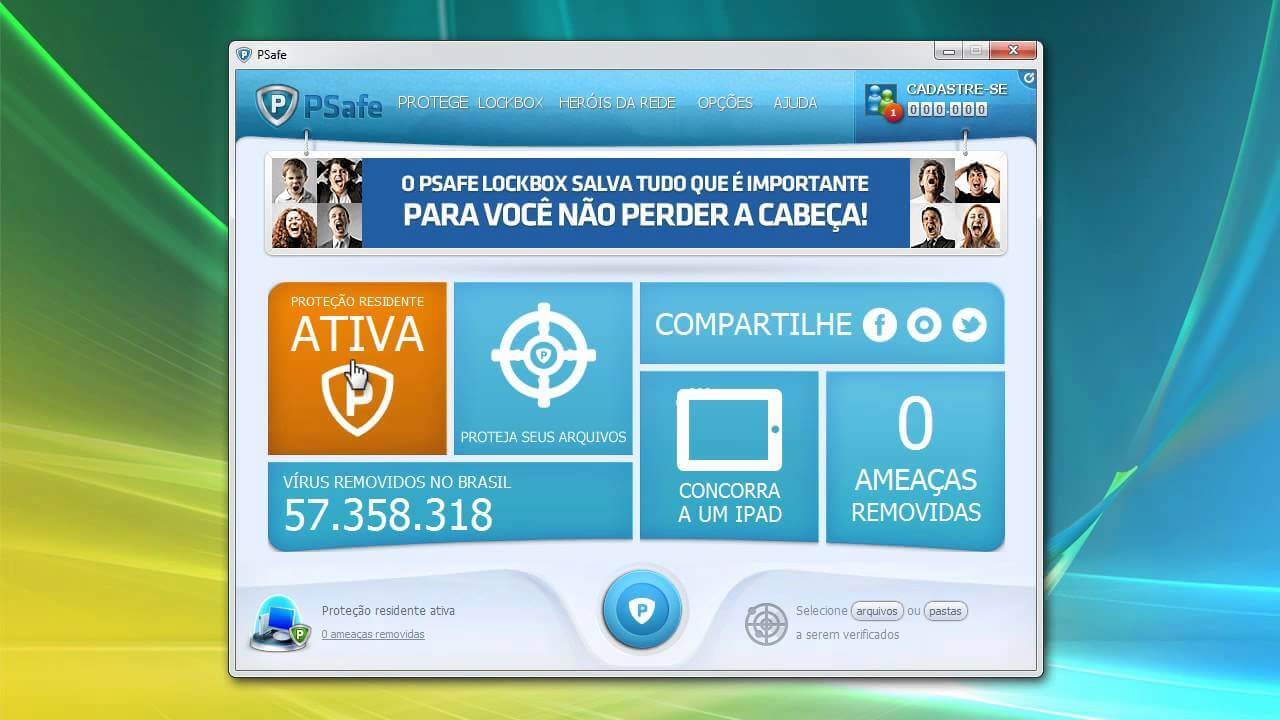 PSafe
PSafe PROTEGE LOCKBOX HERÓIS DA REDE OPÇÕES AJUDA
CADASTRE-SE
1
000.000
O PSAFE LOCKBOX SALVA TUDO QUE É IMPORTANTE
PARA VOCÊ NÃO PERDER A CABEÇA!
PROTEÇÃO RESIDENTE
ATIVA
PROTEJA SEUS ARQUIVOS
COMPARTILHE
CONCORRA
A UM IPAD
0
AMEAÇAS
REMOVIDAS
VÍRUS REMOVIDOS NO BRASIL
57.358.318
Proteção residente ativa
0 ameaças removidas
Selecione arquivos ou pastas
a serem verificados